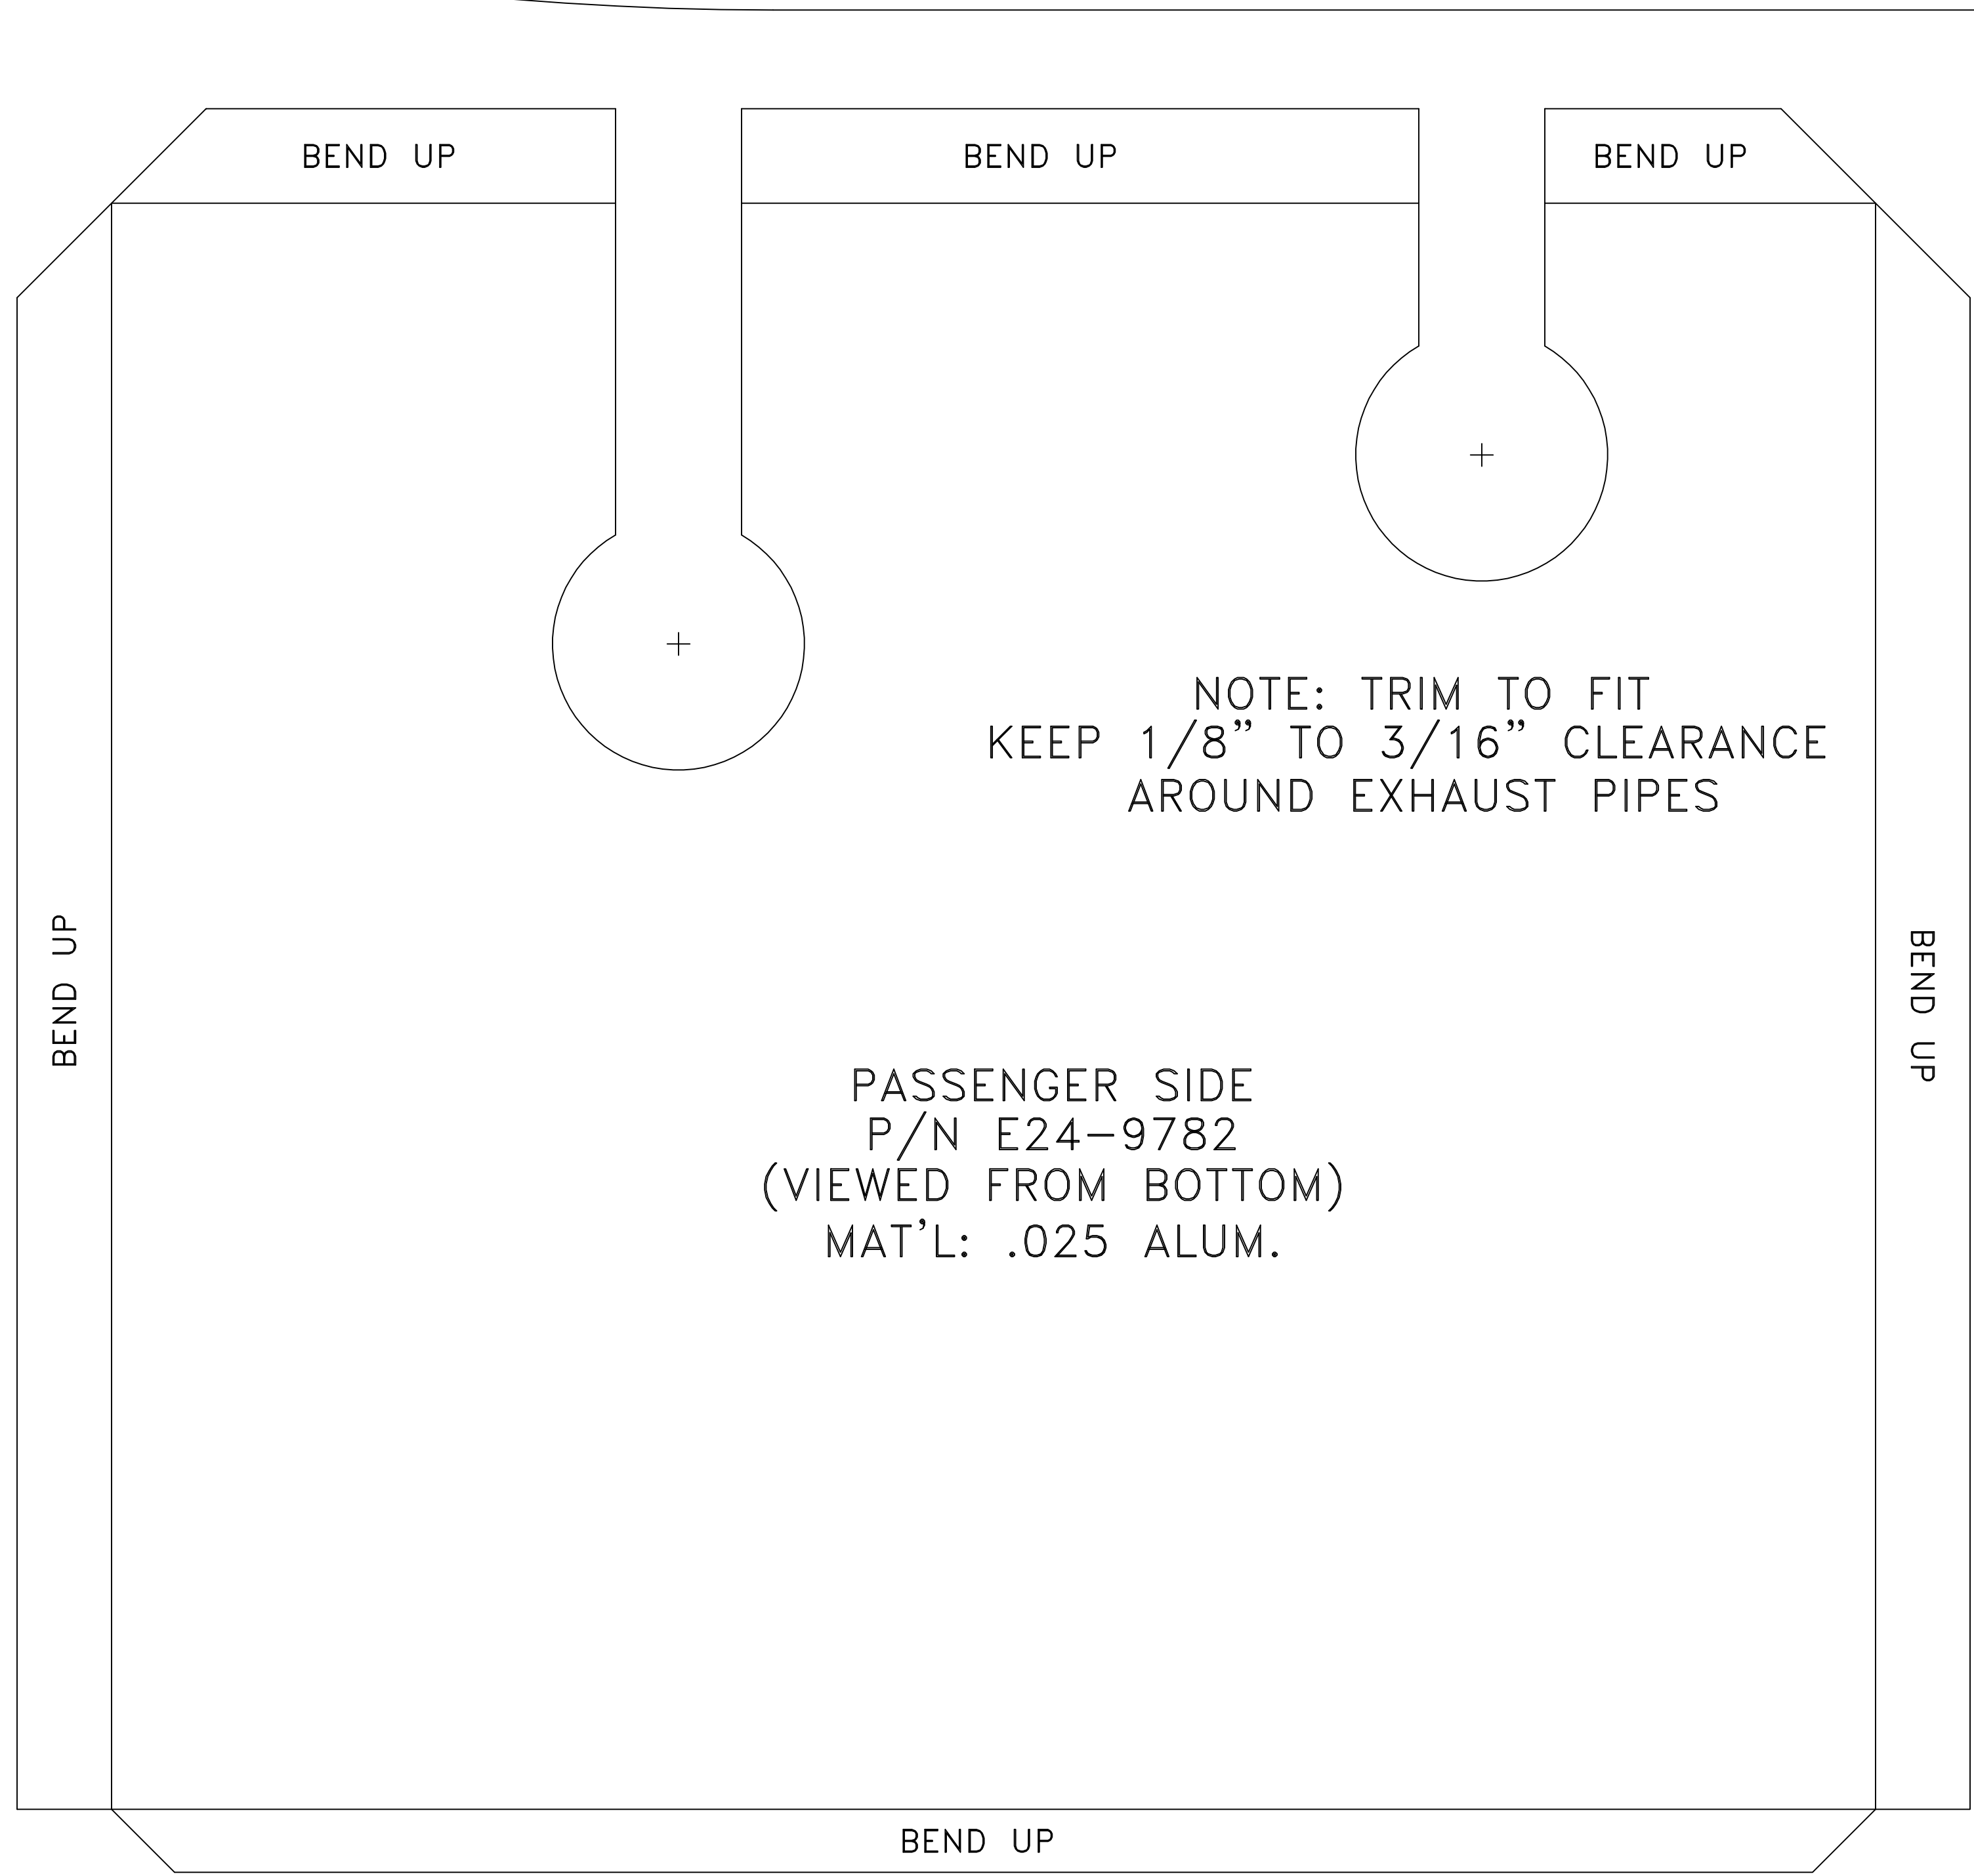 BEND UP
BEND UP
BEND UP
NOTE: TRIM TO FIT
KEEP 1/8" TO 3/16" CLEARANCE
AROUND EXHAUST PIPES
BEND UP
BEND UP
PASSENGER SIDE
P/N E24-9782
(VIEWED FROM BOTTOM)
MAT'L: .025 ALUM.
BEND UP